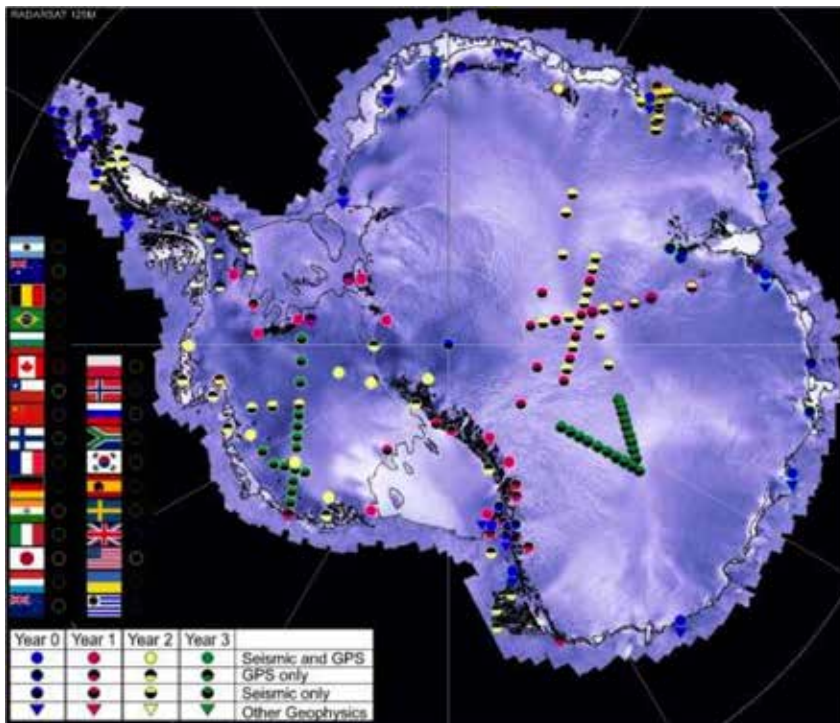 RADARSAT 125M
Year 0 Year 1 Year 2 Year 3
Seismic and GPS
GPS only
Seismic only
Other Geophysics